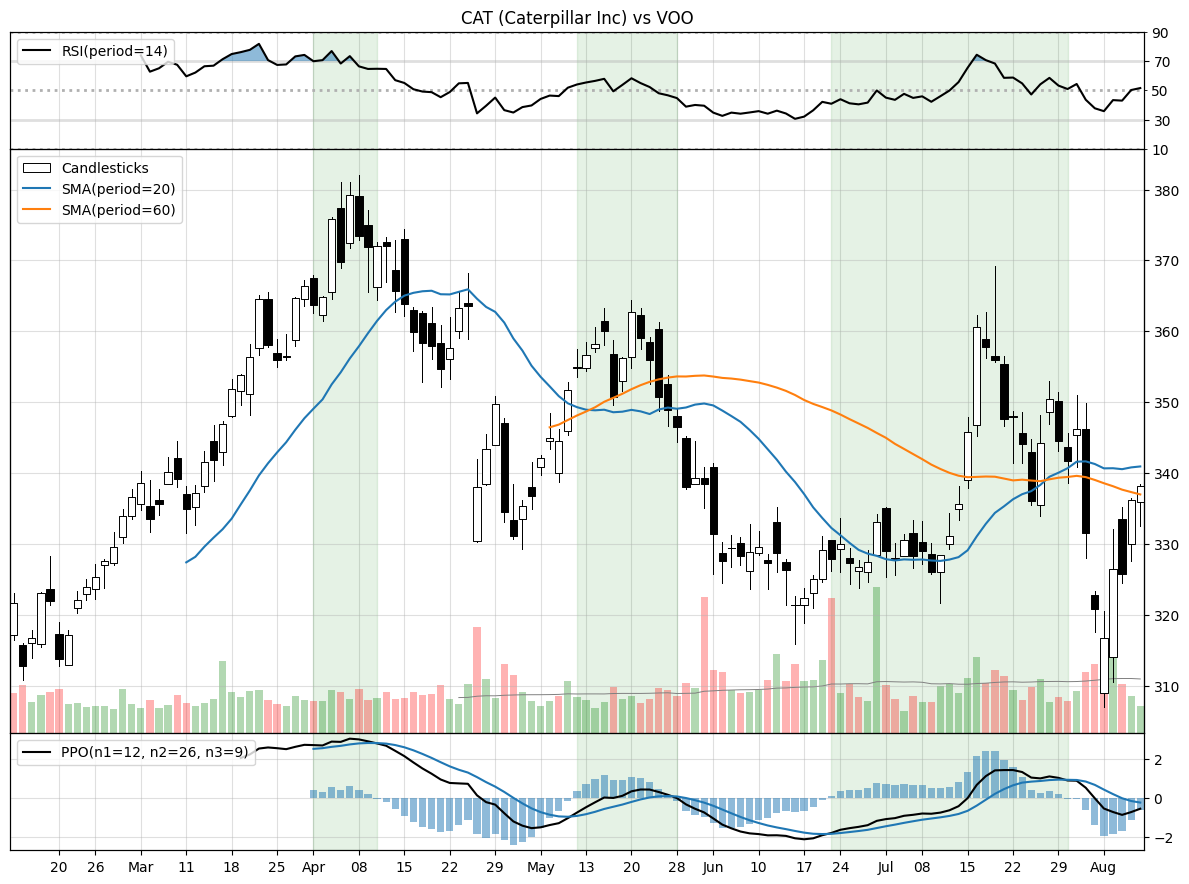 CAT (Caterpillar Inc) vs VOO
RSI(period=14)
90
70
50
30
10
Candlesticks
SMA(period=20)
SMA(period=60)
380
370
360
350
340
330
320
310
PPO(n1=12, n2=26, n3=9)
2
0
−2
20 26 Mar 11 18 25 Apr 08 15 22 29 May 13 20 28 Jun 10 17 24 Jul 08 15 22 29 Aug